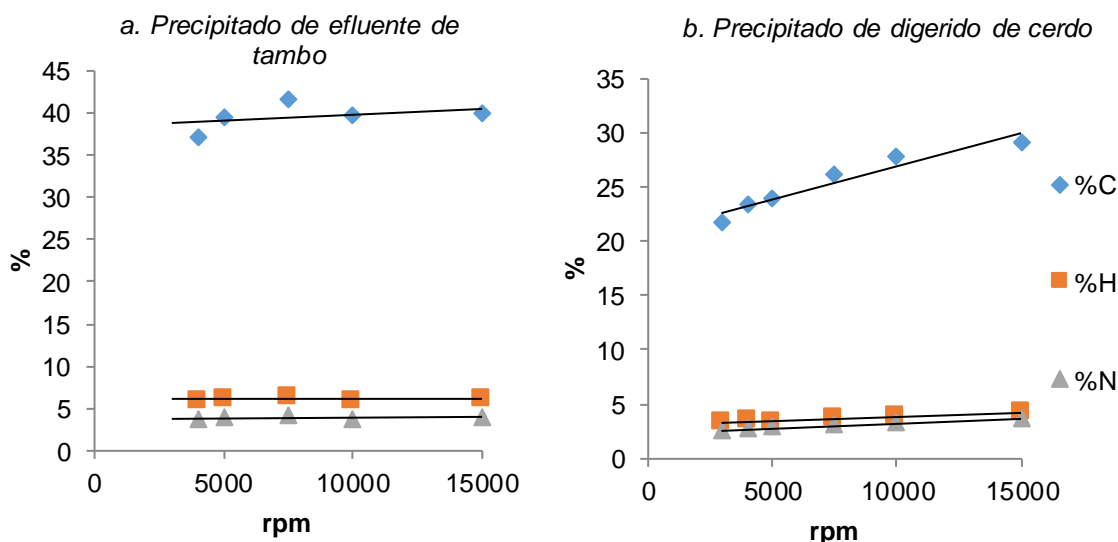 a. Precipitado de efluente de
tambo
45
40
35
30
25
20
15
10
5
0
%
0 5000 10000 15000
rpm
b. Precipitado de digerido de cerdo
35
30
25
20
15
10
5
0
%
0 5000 10000 15000
rpm
%C
%H
%N